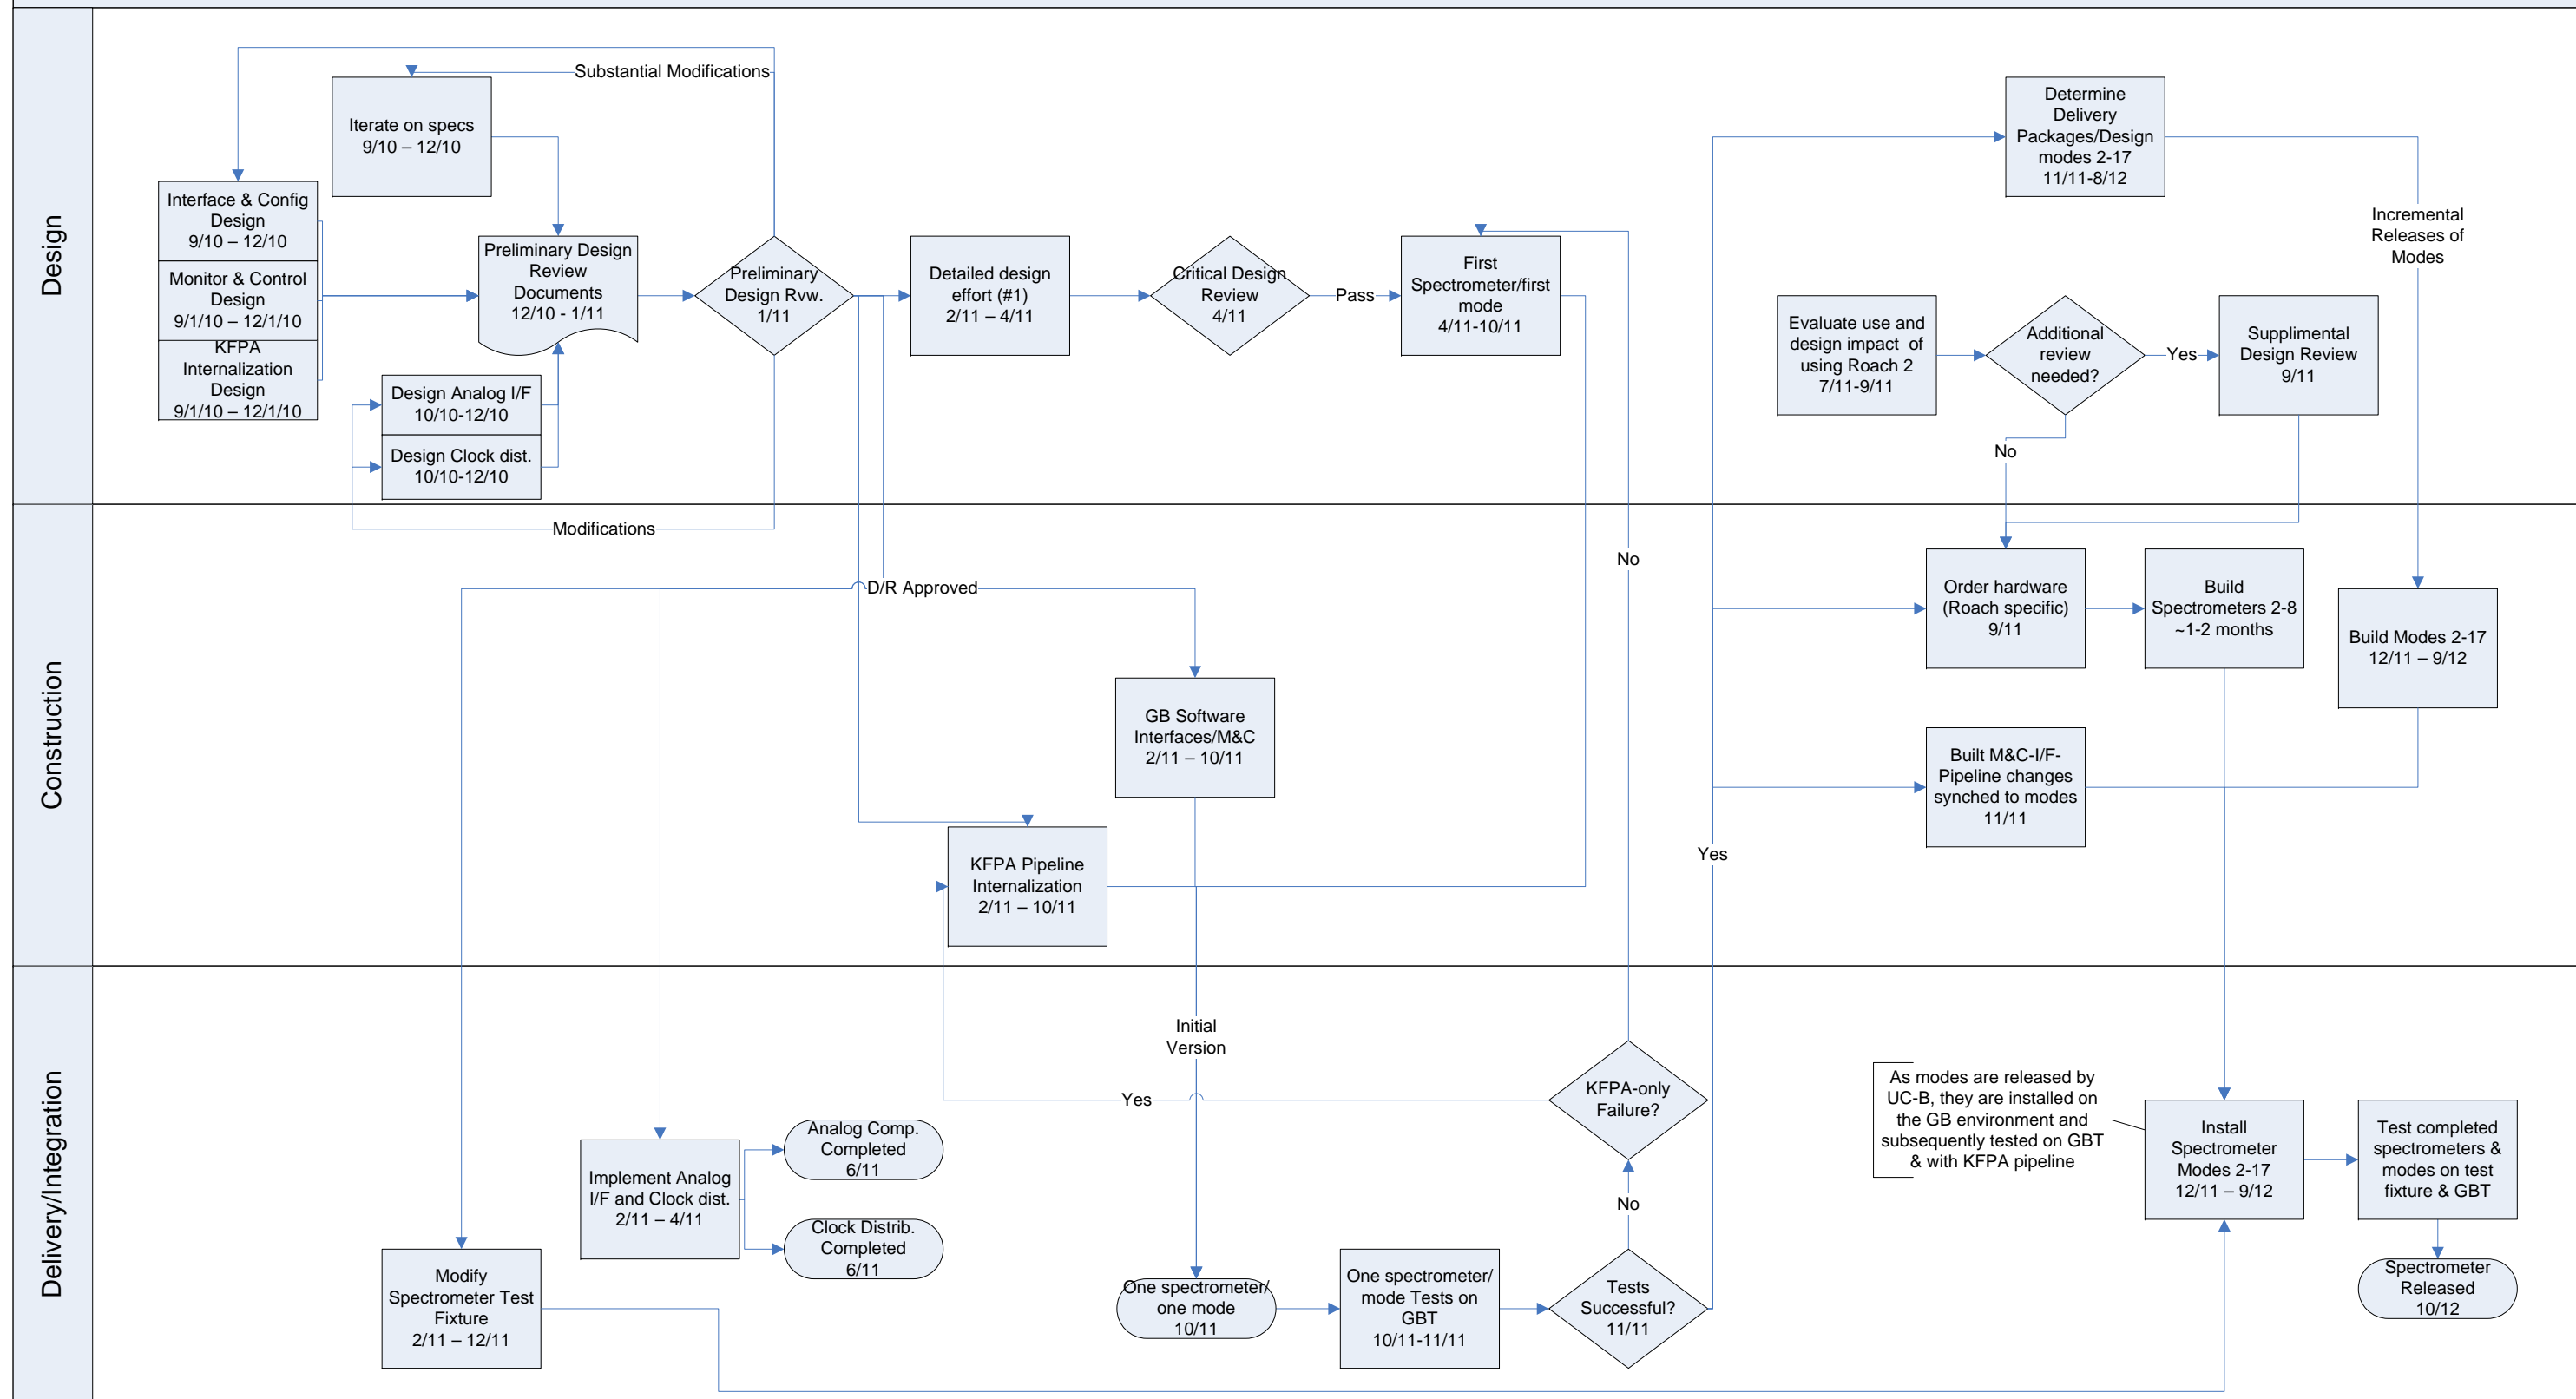 Design
Substantial Modifications
Iterate on specs
9/10 – 12/10
Interface & Config
Design
9/10 – 12/10
Monitor & Control
Design
9/1/10 – 12/1/10
KFPA
Internalization
Design
9/1/10 – 12/1/10
Preliminary Design
Review
Documents
12/10 - 1/11
Design Analog I/F
10/10-12/10
Design Clock dist.
10/10-12/10
Preliminary
Design Rvw.
1/11
Modifications
Detailed design
effort (#1)
2/11 – 4/11
Critical Design
Review
4/11
Pass
First
Spectrometer/first
mode
4/11-10/11
Determine
Delivery
Packages/Design
modes 2-17
11/11-8/12
Incremental
Releases of
Modes
Evaluate use and
design impact of
using Roach 2
7/11-9/11
Additional
review
needed?
Yes
Supplimental
Design Review
9/11
No
Construction
D/R Approved
No
GB Software
Interfaces/M&C
2/11 – 10/11
KFPA Pipeline
Internalization
2/11 – 10/11
Order hardware
(Roach specific)
9/11
Build
Spectrometers 2-8
~1-2 months
Build Modes 2-17
12/11 – 9/12
Built M&C-I/F-
Pipeline changes
synched to modes
11/11
Yes
Delivery/Integration
Initial
Version
Yes
KFPA-only
Failure?
Analog Comp.
Completed
6/11
Implement Analog
I/F and Clock dist.
2/11 – 4/11
Clock Distrib.
Completed
6/11
Modify
Spectrometer Test
Fixture
2/11 – 12/11
One spectrometer/
one mode
10/11
One spectrometer/
mode Tests on
GBT
10/11-11/11
No
Tests
Successful?
11/11
As modes are released by
UC-B, they are installed on
the GB environment and
subsequently tested on GBT
& with KFPA pipeline
Install
Spectrometer
Modes 2-17
12/11 – 9/12
Test completed
spectrometers &
modes on test
fixture & GBT
Spectrometer
Released
10/12